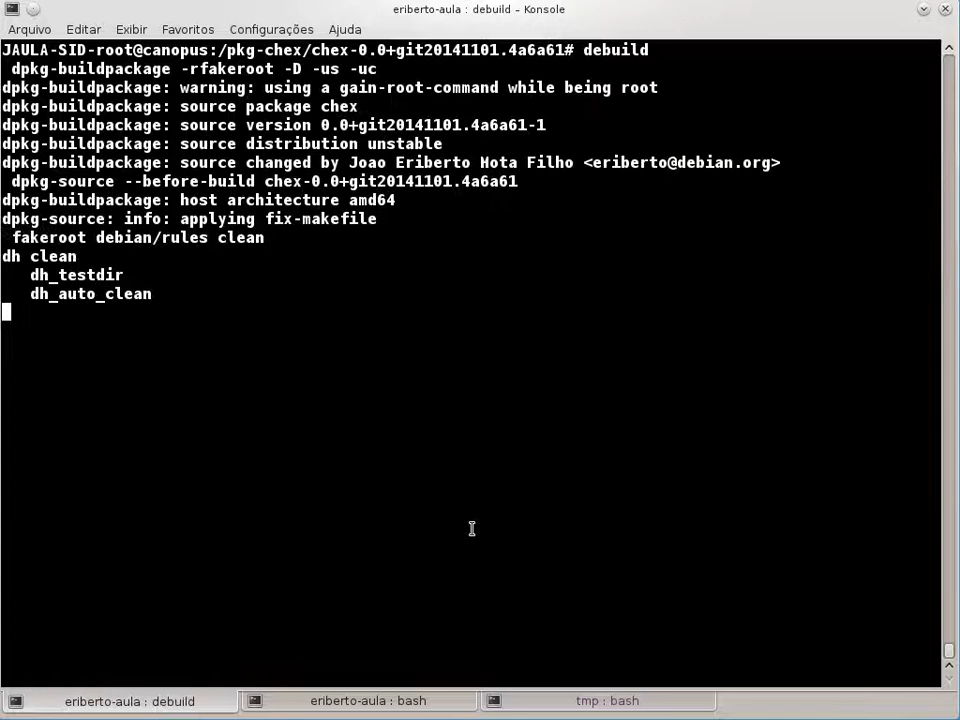 eriberto-aula : debuild – Konsole
Arquivo Editar Exibir Favoritos Configurações Ajuda
JAULA-SID-root@canopus:/pkg-chex/chex-0.0+git20141101.4a6a61# debuild
dpkg-buildpackage -rfakeroot -D -us -uc
dpkg-buildpackage: warning: using a gain-root-command while being root
dpkg-buildpackage: source package chex
dpkg-buildpackage: source version 0.0+git20141101.4a6a61-1
dpkg-buildpackage: source distribution unstable
dpkg-buildpackage: source changed by Joao Eriberto Mota Filho <eriberto@debian.org>
dpkg-source --before-build chex-0.0+git20141101.4a6a61
dpkg-buildpackage: host architecture amd64
dpkg-source: info: applying fix-makefile
fakeroot debian/rules clean
dh clean
dh_testdir
dh_auto_clean
eriberto-aula : debuild eriberto-aula : bash tmp : bash